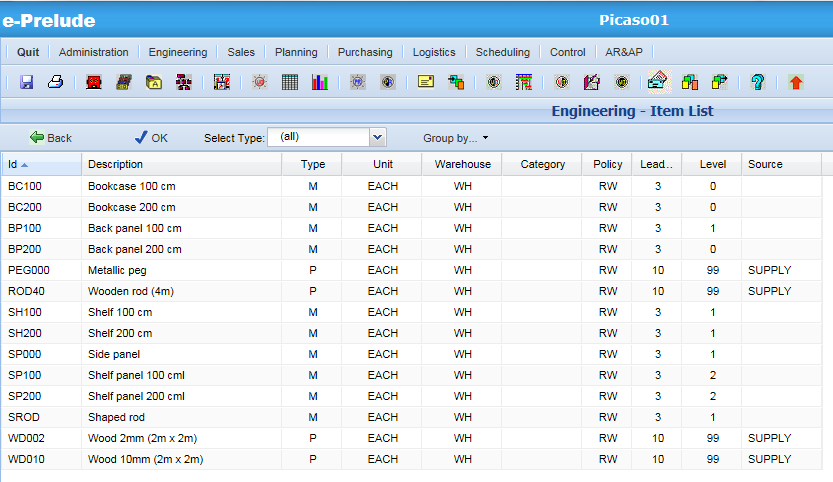 e-Prelude Picaso01
Quit Administration Engineering Sales Planning Purchasing Logistics Scheduling Control AR&AP
Engineering - Item List
Back OK Select Type: (all) Group by...
Id Description Type Unit Warehouse Category Policy Lead... Level Source
BC100 Bookcase 100 cm M EACH WH RW 3 0
BC200 Bookcase 200 cm M EACH WH RW 3 0
BP100 Back panel 100 cm M EACH WH RW 3 1
BP200 Back panel 200 cm M EACH WH RW 3 0
PEG000 Metallic peg P EACH WH RW 10 99 SUPPLY
ROD40 Wooden rod (4m) P EACH WH RW 10 99 SUPPLY
SH100 Shelf 100 cm M EACH WH RW 3 1
SH200 Shelf 200 cm M EACH WH RW 3 1
SP000 Side panel M EACH WH RW 3 1
SP100 Shelf panel 100 cml M EACH WH RW 3 2
SP200 Shelf panel 200 cml M EACH WH RW 3 2
SROD Shaped rod M EACH WH RW 3 1
WD002 Wood 2mm (2m x 2m) P EACH WH RW 10 99 SUPPLY
WD010 Wood 10mm (2m x 2m) P EACH WH RW 10 99 SUPPLY